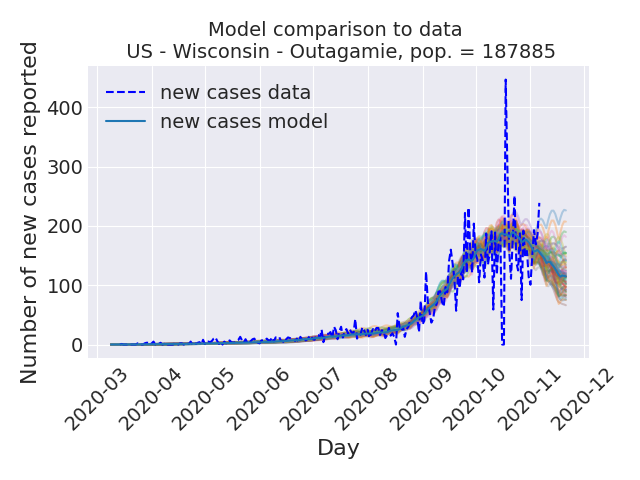 Model comparison to data
US - Wisconsin - Outagamie, pop. = 187885
Number of new cases reported
400
300
200
100
0
new cases data
new cases model
2020-03
2020-04
2020-05
2020-06
2020-07
2020-08
2020-09
2020-10
2020-11
2020-12
Day